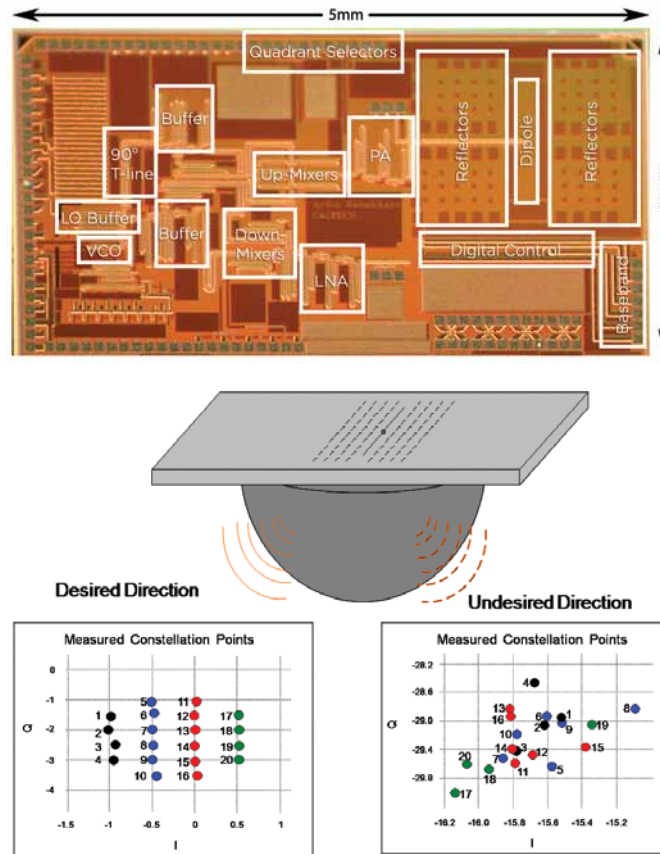 5mm
Quadrant Selectors
Buffer
90°
T-line
Up-Mixers
PA
Reflectors
Dipole
Reflectors
LO Buffer
VCO
Buffer
Down-
Mixers
LNA
Digital Control
Baseband
Desired Direction
Undesired Direction
Measured Constellation Points
0
-1
-2
-3
-4
Q
1
2
3
4
5
6
7
8
9
10
11
12
13
14
15
16
17
18
19
20
-1.5
-1
-0.5
0
0.5
1
I
Measured Constellation Points
-28.2
-28.6
-29.0
-29.4
-29.8
Q
4
13
16
6
2
1
9
8
19
10
14
3
12
15
7
11
5
20
18
17
-16.2
-16.0
-15.8
-15.6
-15.4
-15.2
I